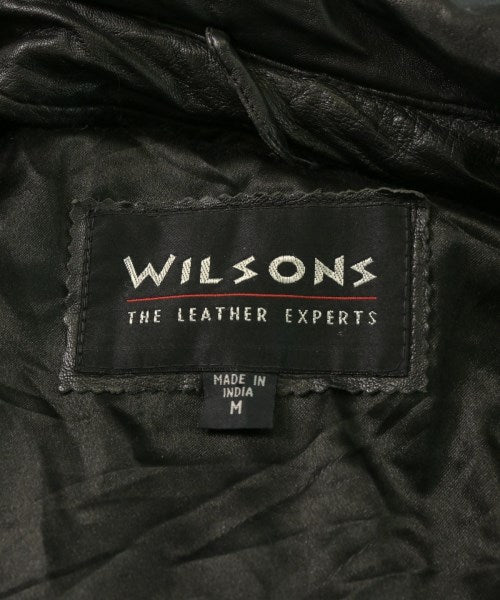 WILSONS
THE LEATHER EXPERTS
MADE IN
INDIA
M